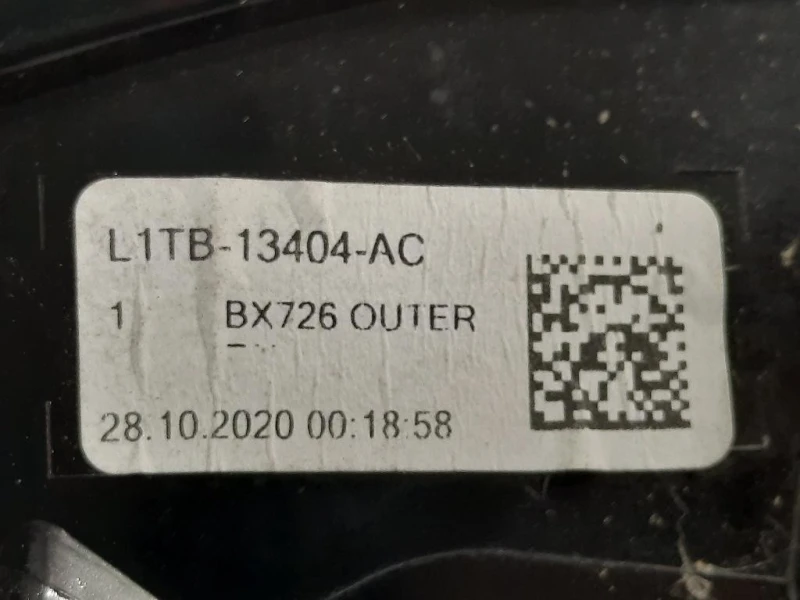 L1TB-13404-AC
1 BX726 OUTER
28.10.2020 00:18:58